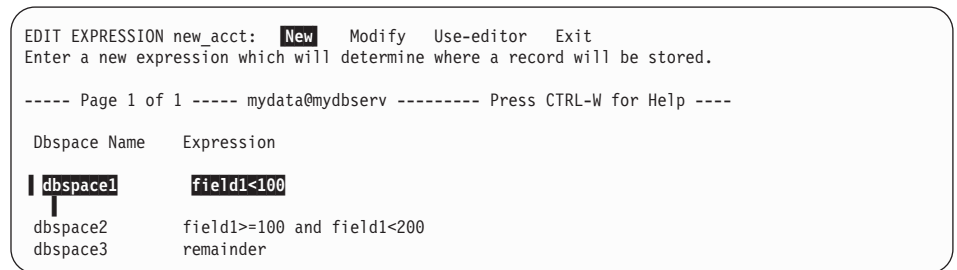 EDIT EXPRESSION new_acct: New Modify Use-editor Exit
Enter a new expression which will determine where a record will be stored.
----- Page 1 of 1 ----- mydata@mydbserv --------- Press CTRL-W for Help ----
Dbspace Name Expression
dbspace1 field1<100
dbspace2 field1>=100 and field1<200
dbspace3 remainder